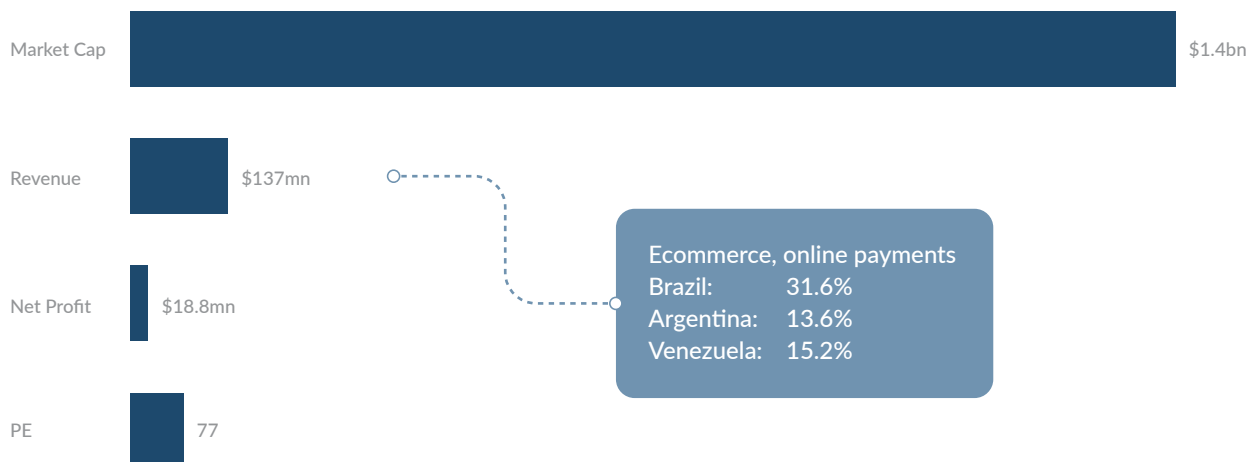 Market Cap $1.4bn
Revenue $137mn
Ecommerce, online payments
Brazil: 31.6%
Net Profit $18.8mn
Argentina: 13.6%
Venezuela: 15.2%
PE 77